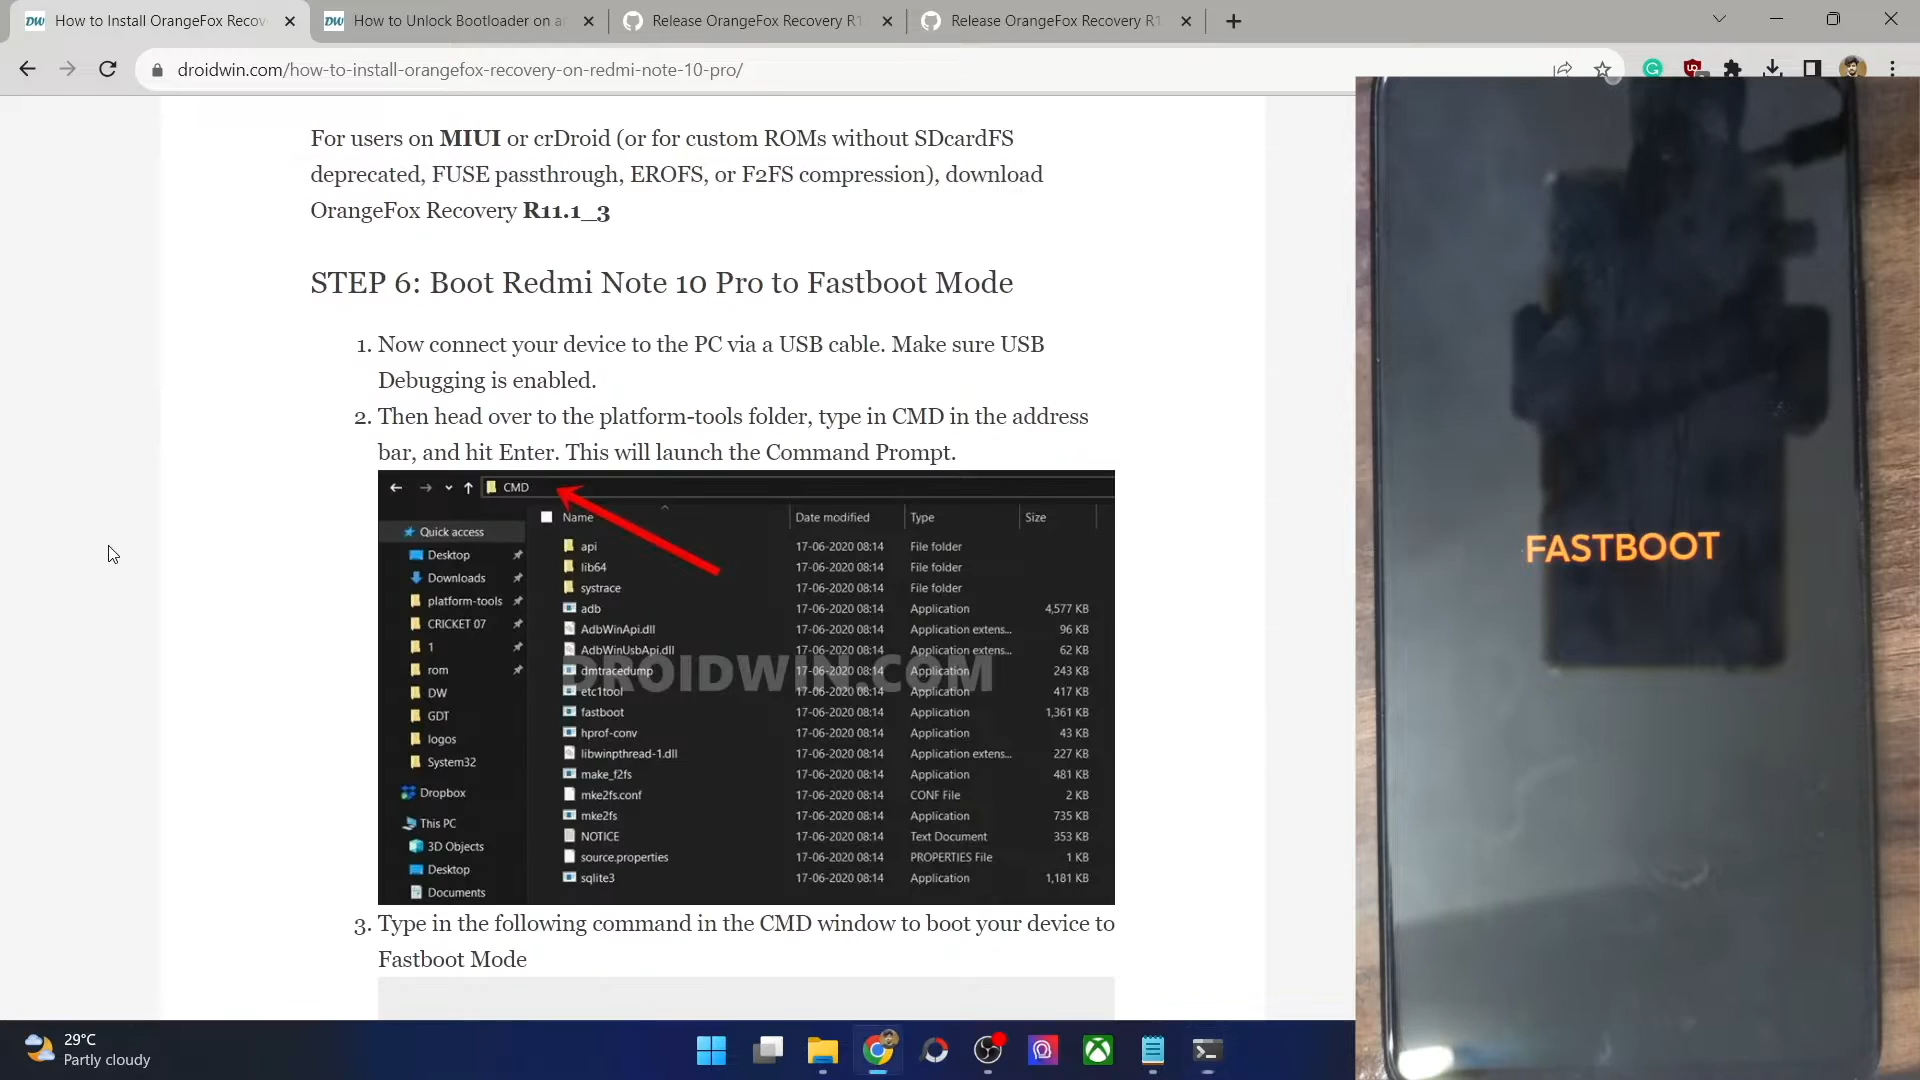 How to Install OrangeFox Recov
How to Unlock Bootloader on a
Release OrangeFox Recovery R1
Release OrangeFox Recovery R1
droidwin.com/how-to-install-orangefox-recovery-on-redmi-note-10-pro/
For users on MIUI or crDroid (or for custom ROMs without SDcardFS
deprecated, FUSE passthrough, EROFS, or F2FS compression), download
OrangeFox Recovery R11.1_3
STEP 6: Boot Redmi Note 10 Pro to Fastboot Mode
1. Now connect your device to the PC via a USB cable. Make sure USB
Debugging is enabled.
2. Then head over to the platform-tools folder, type in CMD in the address
bar, and hit Enter. This will launch the Command Prompt.
CMD
Name Date modified Type Size
Quick access
Desktop
Downloads
platform-tools
CRICKET 07
1
rom
DW
GDT
logos
System32
Dropbox
This PC
3D Objects
Desktop
Documents
api 17-06-2020 08:14 File folder
lib64 17-06-2020 08:14 File folder
systrace 17-06-2020 08:14 File folder
adb 17-06-2020 08:14 Application 4,577 KB
AdbWinApi.dll 17-06-2020 08:14 Application extens... 96 KB
AdbWinUsbApi.dll 17-06-2020 08:14 Application extens... 62 KB
dmtracedump 17-06-2020 08:14 Application 243 KB
etc1tool 17-06-2020 08:14 Application 417 KB
fastboot 17-06-2020 08:14 Application 1,361 KB
hprof-conv 17-06-2020 08:14 Application 43 KB
libwinpthread-1.dll 17-06-2020 08:14 Application extens... 227 KB
make_f2fs 17-06-2020 08:14 Application 481 KB
mke2fs.conf 17-06-2020 08:14 CONF File 2 KB
mke2fs 17-06-2020 08:14 Application 735 KB
NOTICE 17-06-2020 08:14 Text Document 353 KB
source.properties 17-06-2020 08:14 PROPERTIES File 1 KB
sqlite3 17-06-2020 08:14 Application 1,181 KB
DROIDWIN.COM
3. Type in the following command in the CMD window to boot your device to
Fastboot Mode
FASTBOOT
29°C
Partly cloudy